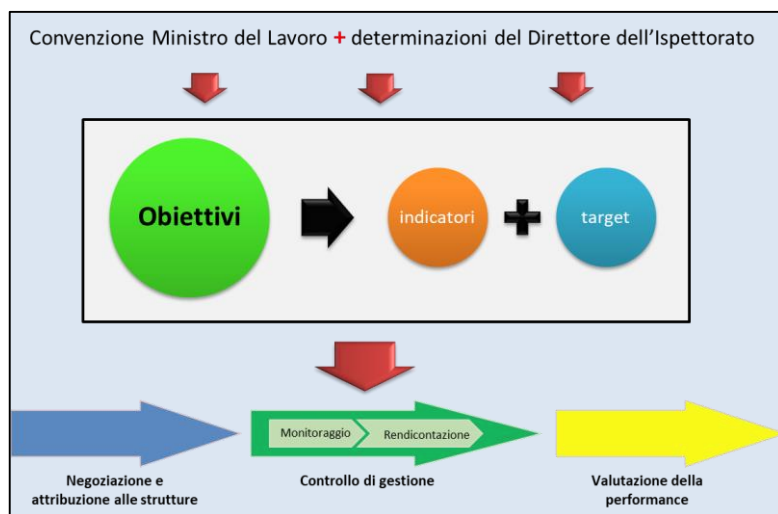 Convenzione Ministro del Lavoro + determinazioni del Direttore dell'Ispettorato
Obiettivi
indicatori
target
Monitoraggio
Rendicontazione
Negoziazione e
attribuzione alle strutture
Controllo di gestione
Valutazione della
performance